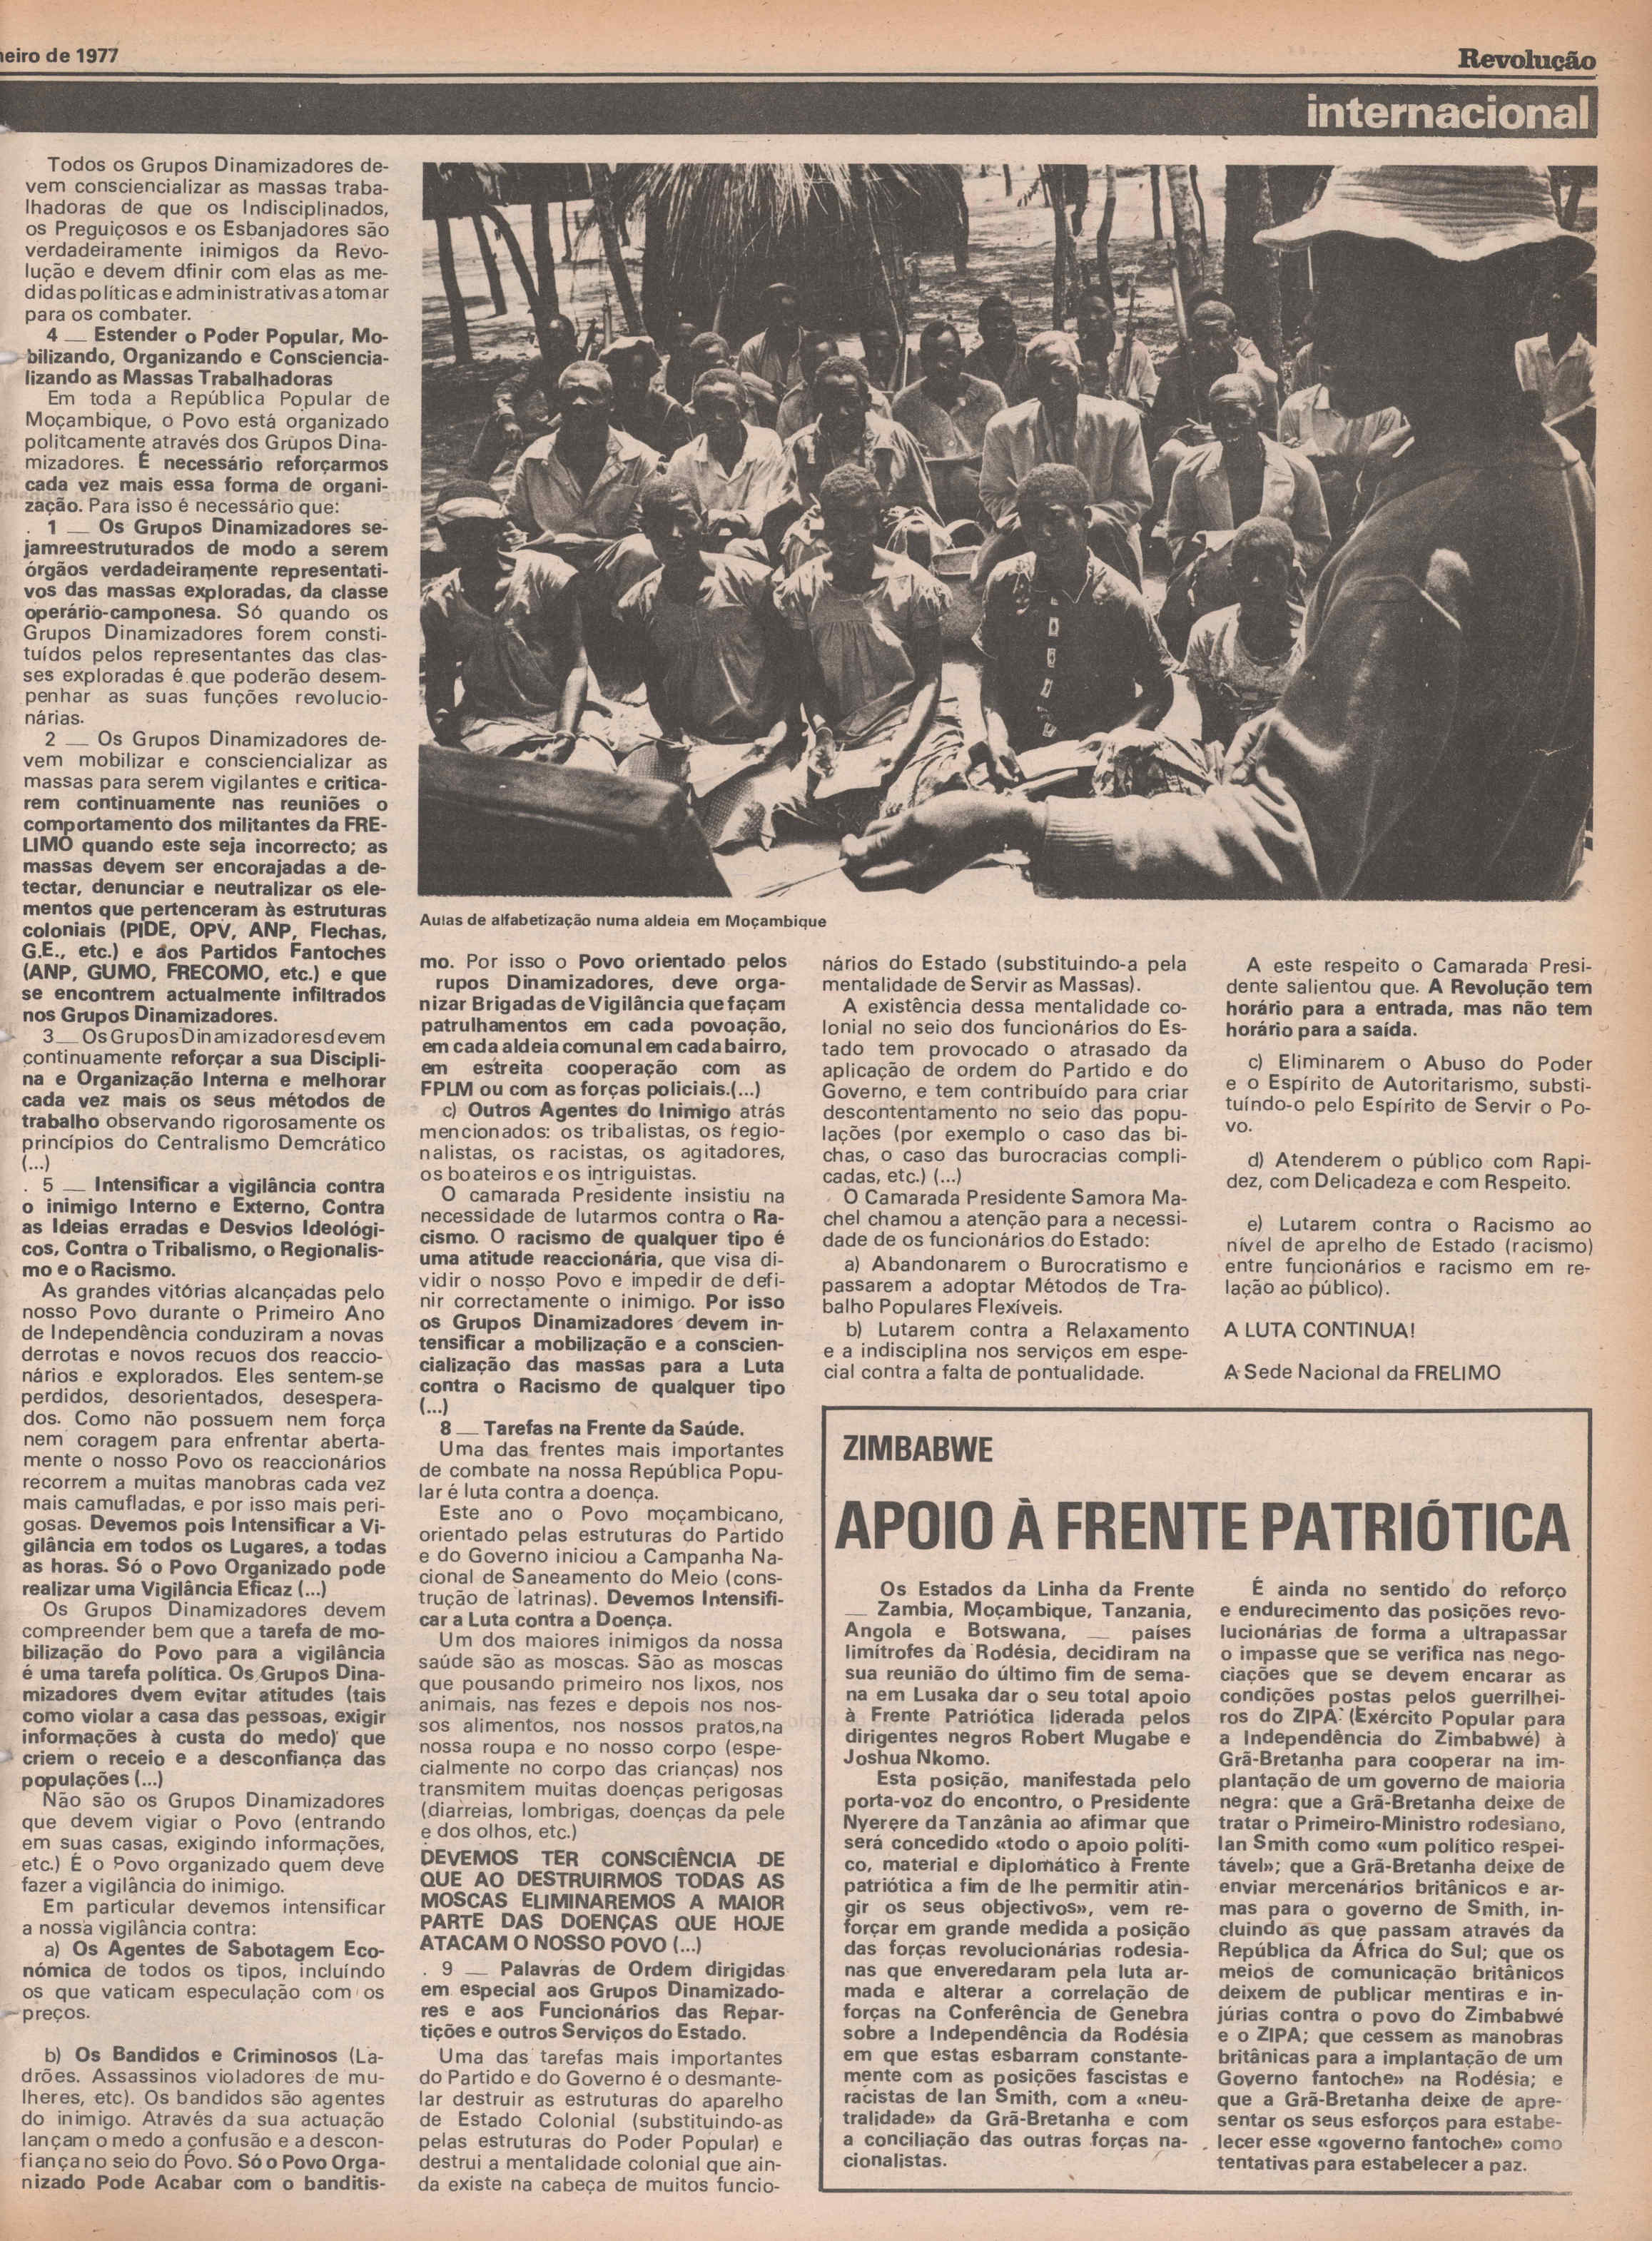 neiro de 1977
Revolução
internacional
Todos os Grupos Dinamizadores de-
vem consciencializar as massas traba-
lhadoras de que os Indisciplinados,
os Preguiçosos e os Esbanjadores são
verdadeiramente inimigos da Revo-
lução e devem dfinir com elas as me-
didas políticas e administrativas a tomar
para os combater.
4 — Estender o Poder Popular, Mo-
bilizando, Organizando e Consciencia-
lizando as Massas Trabalhadoras
Em toda a República Popular de
Moçambique, o Povo está organizado
politcamente através dos Grupos Dina-
mizadores. É necessário reforçarmos
cada vez mais essa forma de organi-
zação. Para isso é necessário que:
. 1 — Os Grupos Dinamizadores se-
jamreestruturados de modo a serem
órgãos verdadeiramente representati-
vos das massas exploradas, da classe
operário-camponesa. Só quando os
Grupos Dinamizadores forem consti-
tuídos pelos representantes das clas-
ses exploradas é que poderão desem-
penhar as suas funções revolucio-
nárias.
2 — Os Grupos Dinamizadores de-
vem mobilizar e consciencializar as
massas para serem vigilantes e critica-
rem continuamente nas reuniões o
comportamento dos militantes da FRE-
LIMO quando este seja incorrecto; as
massas devem ser encorajadas a de-
tectar, denunciar e neutralizar os ele-
mentos que pertenceram às estruturas
coloniais (PIDE, OPV, ANP, Flechas,
G.E., etc.) e aos Partidos Fantoches
(ANP, GUMO, FRECOMO, etc.) e que
se encontrem actualmente infiltrados
nos Grupos Dinamizadores.
3 — Os Grupos Dinamizadores devem
continuamente reforçar a sua Discipli-
na e Organização Interna e melhorar
cada vez mais os seus métodos de
trabalho observando rigorosamente os
princípios do Centralismo Demcrático
(...)
. 5 — Intensificar a vigilância contra
o inimigo Interno e Externo, Contra
as Ideias erradas e Desvios Ideológi-
cos, Contra o Tribalismo, o Regionalis-
mo e o Racismo.
As grandes vitórias alcançadas pelo
nosso Povo durante o Primeiro Ano
de Independência conduziram a novas
derrotas e novos recuos dos reaccio-
nários e explorados. Eles sentem-se
perdidos, desorientados, desespera-
dos. Como não possuem nem força
nem coragem para enfrentar aberta-
mente o nosso Povo os reaccionários
recorrem a muitas manobras cada vez
mais camufladas, e por isso mais peri-
gosas. Devemos pois Intensificar a Vi-
gilância em todos os Lugares, a todas
as horas. Só o Povo Organizado pode
realizar uma Vigilância Eficaz (...)
Os Grupos Dinamizadores devem
compreender bem que a tarefa de mo-
bilização do Povo para a vigilância
é uma tarefa política. Os Grupos Dina-
mizadores dvem evitar atitudes (tais
como violar a casa das pessoas, exigir
informações à custa do medo) que
criem o receio e a desconfiança das
populações (...)
Não são os Grupos Dinamizadores
que devem vigiar o Povo (entrando
em suas casas, exigindo informações,
etc.) É o Povo organizado quem deve
fazer a vigilância do inimigo.
Em particular devemos intensificar
a nossa vigilância contra:
a) Os Agentes de Sabotagem Eco-
nómica de todos os tipos, incluíndo
os que vaticam especulação com os
preços.
b) Os Bandidos e Criminosos (La-
drões. Assassinos violadores de mu-
lheres, etc). Os bandidos são agentes
do inimigo. Através da sua actuação
lançam o medo a confusão e a descon-
fiança no seio do Povo. Só o Povo Orga-
nizado Pode Acabar com o banditis-
Aulas de alfabetização numa aldeia em Moçambique
mo. Por isso o Povo orientado pelos
rupos Dinamizadores, deve orga-
nizar Brigadas de Vigilância que façam
patrulhamentos em cada povoação,
em cada aldeia comunal em cada bairro,
em estreita cooperação com as
FPLM ou com as forças policiais.(...)
c) Outros Agentes do Inimigo atrás
mencionados: os tribalistas, os regio-
nalistas, os racistas, os agitadores,
os boateiros e os intriguistas.
O camarada Presidente insistiu na
necessidade de lutarmos contra o Ra-
cismo. O racismo de qualquer tipo é
uma atitude reaccionária, que visa di-
vidir o nosso Povo e impedir de defi-
nir correctamente o inimigo. Por isso
os Grupos Dinamizadores devem in-
tensificar a mobilização e a conscien-
cialização das massas para a Luta
contra o Racismo de qualquer tipo
(...)
8 — Tarefas na Frente da Saúde.
Uma das frentes mais importantes
de combate na nossa República Popu-
lar é luta contra a doença.
Este ano o Povo moçambicano,
orientado pelas estruturas do Partido
e do Governo iniciou a Campanha Na-
cional de Saneamento do Meio (cons-
trução de latrinas). Devemos Intensifi-
car a Luta contra a Doença.
Um dos maiores inimigos da nossa
saúde são as moscas. São as moscas
que pousando primeiro nos lixos, nos
animais, nas fezes e depois nos nos-
sos alimentos, nos nossos pratos,na
nossa roupa e no nosso corpo (espe-
cialmente no corpo das crianças) nos
transmitem muitas doenças perigosas
(diarreias, lombrigas, doenças da pele
e dos olhos, etc.)
DEVEMOS TER CONSCIÊNCIA DE
QUE AO DESTRUIRMOS TODAS AS
MOSCAS ELIMINAREMOS A MAIOR
PARTE DAS DOENÇAS QUE HOJE
ATACAM O NOSSO POVO (...)
. 9 — Palavras de Ordem dirigidas
em especial aos Grupos Dinamizado-
res e aos Funcionários das Repar-
tições e outros Serviços do Estado.
Uma das tarefas mais importantes
do Partido e do Governo é o desmante-
lar destruir as estruturas do aparelho
de Estado Colonial (substituindo-as
pelas estruturas do Poder Popular) e
destrui a mentalidade colonial que ain-
da existe na cabeça de muitos funcio-
nários do Estado (substituindo-a pela
mentalidade de Servir as Massas).
A existência dessa mentalidade co-
lonial no seio dos funcionários do Es-
tado tem provocado o atrasado da
aplicação de ordem do Partido e do
Governo, e tem contribuído para criar
descontentamento no seio das popu-
lações (por exemplo o caso das bi-
chas, o caso das burocracias compli-
cadas, etc.) (...)
O Camarada Presidente Samora Ma-
chel chamou a atenção para a necessi-
dade de os funcionários do Estado:
a) Abandonarem o Burocratismo e
passarem a adoptar Métodos de Tra-
balho Populares Flexíveis.
b) Lutarem contra a Relaxamento
e a indisciplina nos serviços em espe-
cial contra a falta de pontualidade.
A este respeito o Camarada Presi-
dente salientou que. A Revolução tem
horário para a entrada, mas não tem
horário para a saída.
c) Eliminarem o Abuso do Poder
e o Espírito de Autoritarismo, substi-
tuíndo-o pelo Espírito de Servir o Po-
vo.
d) Atenderem o público com Rapi-
dez, com Delicadeza e com Respeito.
e) Lutarem contra o Racismo ao
nível de aprelho de Estado (racismo)
entre funcionários e racismo em re-
lação ao público).
A LUTA CONTINUA!
A Sede Nacional da FRELIMO
ZIMBABWE
APOIO À FRENTE PATRIÓTICA
Os Estados da Linha da Frente
— Zambia, Moçambique, Tanzania,
Angola e Botswana, — países
limítrofes da Rodésia, decidiram na
sua reunião do último fim de sema-
na em Lusaka dar o seu total apoio
à Frente Patriótica liderada pelos
dirigentes negros Robert Mugabe e
Joshua Nkomo.
Esta posição, manifestada pelo
porta-voz do encontro, o Presidente
Nyerere da Tanzânia ao afirmar que
será concedido «todo o apoio políti-
co, material e diplomático à Frente
patriótica a fim de lhe permitir atin-
gir os seus objectivos», vem re-
forçar em grande medida a posição
das forças revolucionárias rodesia-
nas que enveredaram pela luta ar-
mada e alterar a correlação de
forças na Conferência de Genebra
sobre a Independência da Rodésia
em que estas esbarram constante-
mente com as posições fascistas e
racistas de Ian Smith, com a «neu-
tralidade» da Grã-Bretanha e com
a conciliação das outras forças na-
cionalistas.
É ainda no sentido do reforço
e endurecimento das posições revo-
lucionárias de forma a ultrapassar
o impasse que se verifica nas nego-
ciações que se devem encarar as
condições postas pelos guerrilhei-
ros do ZIPA (Exército Popular para
a Independência do Zimbabwé) à
Grã-Bretanha para cooperar na im-
plantação de um governo de maioria
negra: que a Grã-Bretanha deixe de
tratar o Primeiro-Ministro rodesiano,
Ian Smith como «um político respei-
tável»; que a Grã-Bretanha deixe de
enviar mercenários britânicos e ar-
mas para o governo de Smith, in-
cluindo as que passam através da
República da África do Sul; que os
meios de comunicação britânicos
deixem de publicar mentiras e in-
júrias contra o povo do Zimbabwé
e o ZIPA; que cessem as manobras
britânicas para a implantação de um
Governo fantoche» na Rodésia; e
que a Grã-Bretanha deixe de apre-
sentar os seus esforços para estabe-
lecer esse «governo fantoche» como
tentativas para estabelecer a paz.